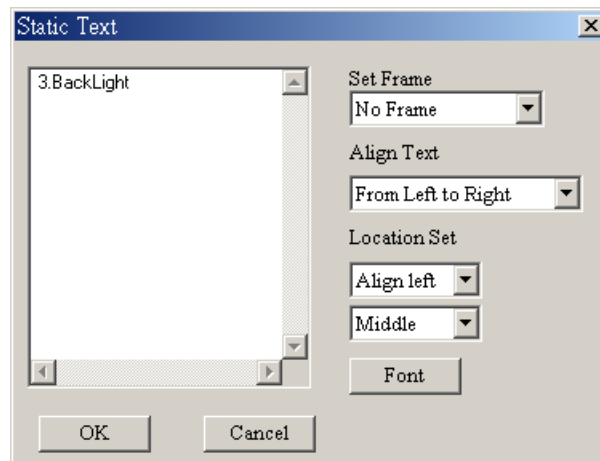 Static Text
3.BackLight
Set Frame
No Frame
Align Text
From Left to Right
Location Set
Align left
Middle
Font
OK
Cancel